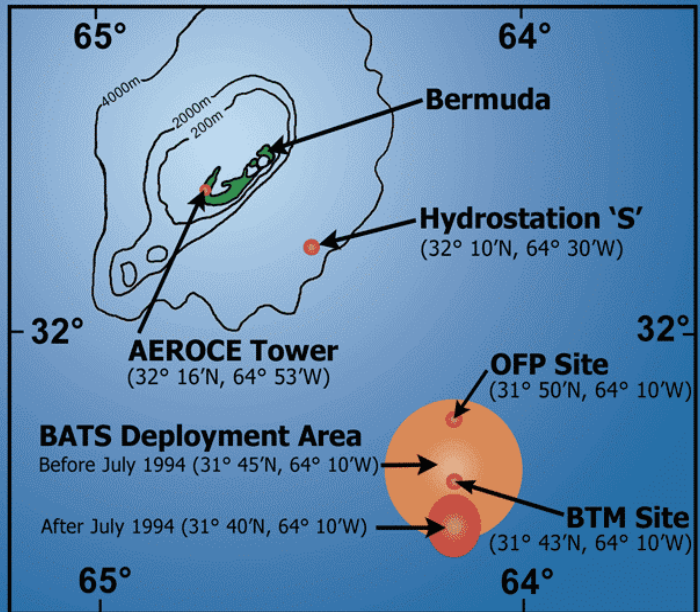 65°
64°
4000m
2000m
200m
Bermuda
Hydrostation ‘S’
(32° 10’N, 64° 30’W)
32°
32°
AEROCE Tower
(32° 16’N, 64° 53’W)
OFP Site
(31° 50’N, 64° 10’W)
BATS Deployment Area
Before July 1994 (31° 45’N, 64° 10’W)
After July 1994 (31° 40’N, 64° 10’W)
BTM Site
(31° 43’N, 64° 10’W)
65°
64°